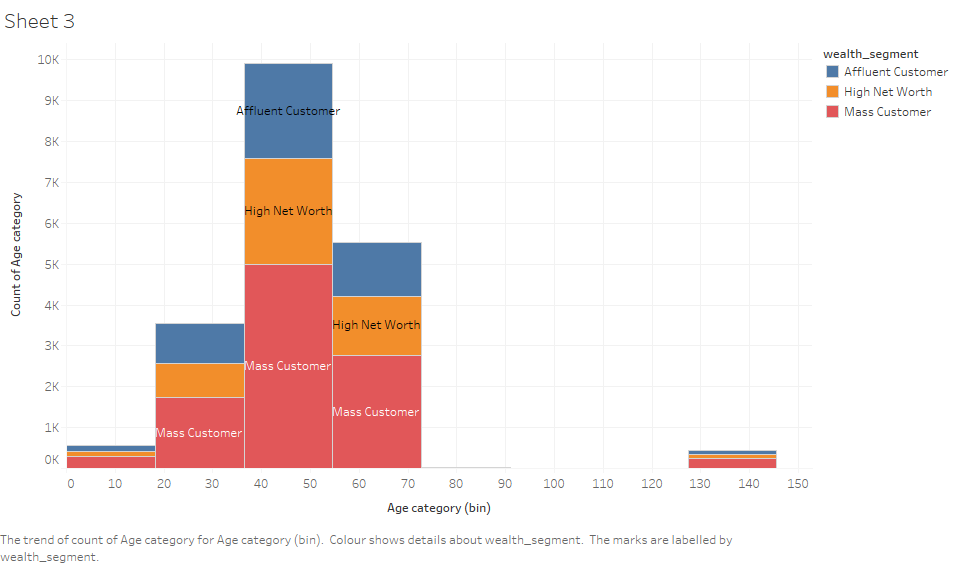 Sheet 3
wealth_segment
Affluent Customer
High Net Worth
Mass Customer
10K
9K
8K
7K
6K
5K
4K
3K
2K
1K
0K
Count of Age category
Affluent Customer
High Net Worth
Mass Customer
High Net Worth
Mass Customer
Mass Customer
0 10 20 30 40 50 60 70 80 90 100 110 120 130 140 150
Age category (bin)
The trend of count of Age category for Age category (bin). Colour shows details about wealth_segment. The marks are labelled by
wealth_segment.